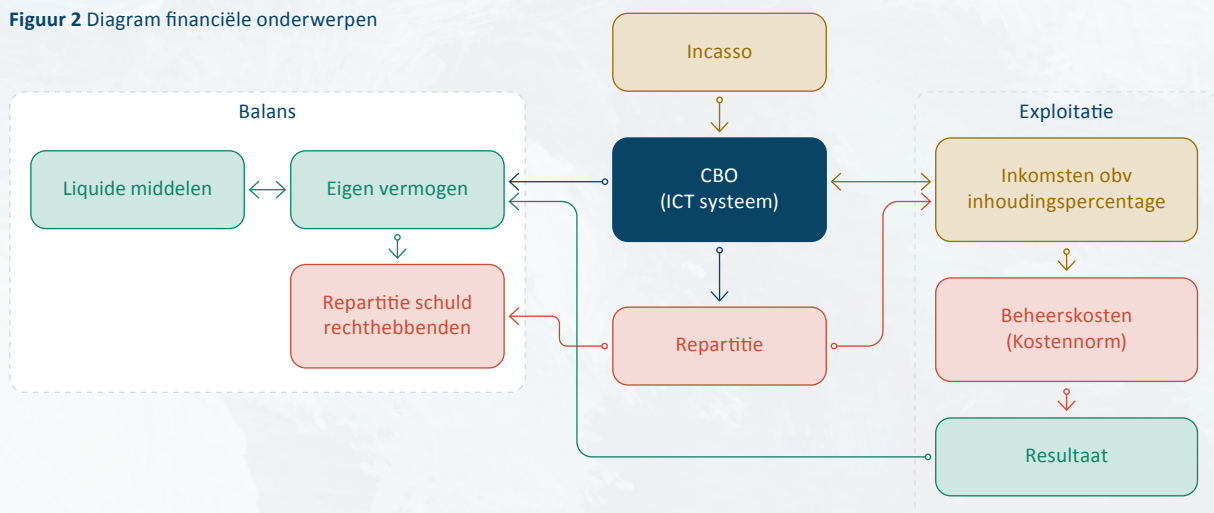 Figuur 2 Diagram financiële onderwerpen
Incasso
Balans
Exploitatie
Liquide middelen
Eigen vermogen
CBO
(ICT systeem)
Inkomsten obv
inhoudingspercentage
Repartitie schuld
rechthebbenden
Repartitie
Beheerskosten
(Kostennorm)
Resultaat